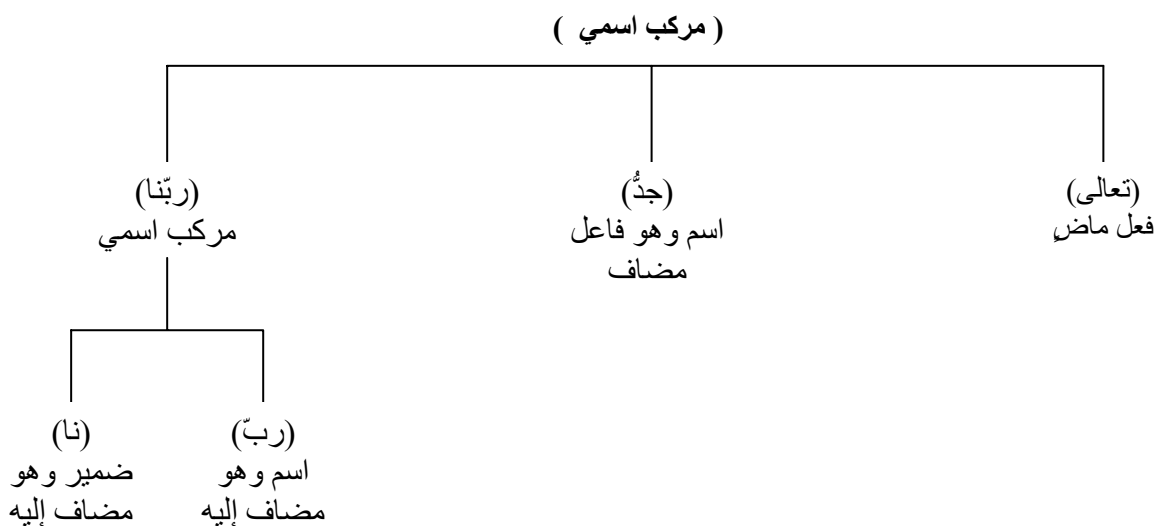 ( مركب اسمي )
(تعالى)
فعل ماضٍ
(جدُّ)
اسم وهو فاعل
مضاف
(ربّنا)
مركب اسمي
(ربّ)
اسم وهو
مضاف إليه
(نا)
ضمير وهو
مضاف إليه